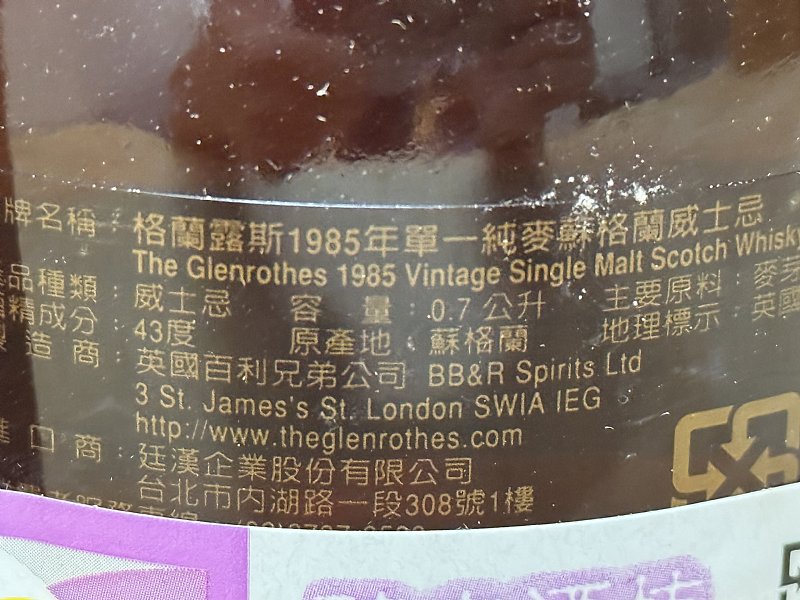 牌名稱：格蘭露斯1985年單一純麥蘇格蘭威士忌
The Glenrothes 1985 Vintage Single Malt Scotch Whisky
品種類：威士忌 容量：0.7公升 主要原料：麥芽
精成分：43度 原產地：蘇格蘭 地理標示：英國
製造商：英國百利兄弟公司 BB&R Spirits Ltd
3 St. James's St. London SWIA IEG
http://www.theglenrothes.com
進口商：廷漢企業股份有限公司
台北市內湖路一段308號1樓